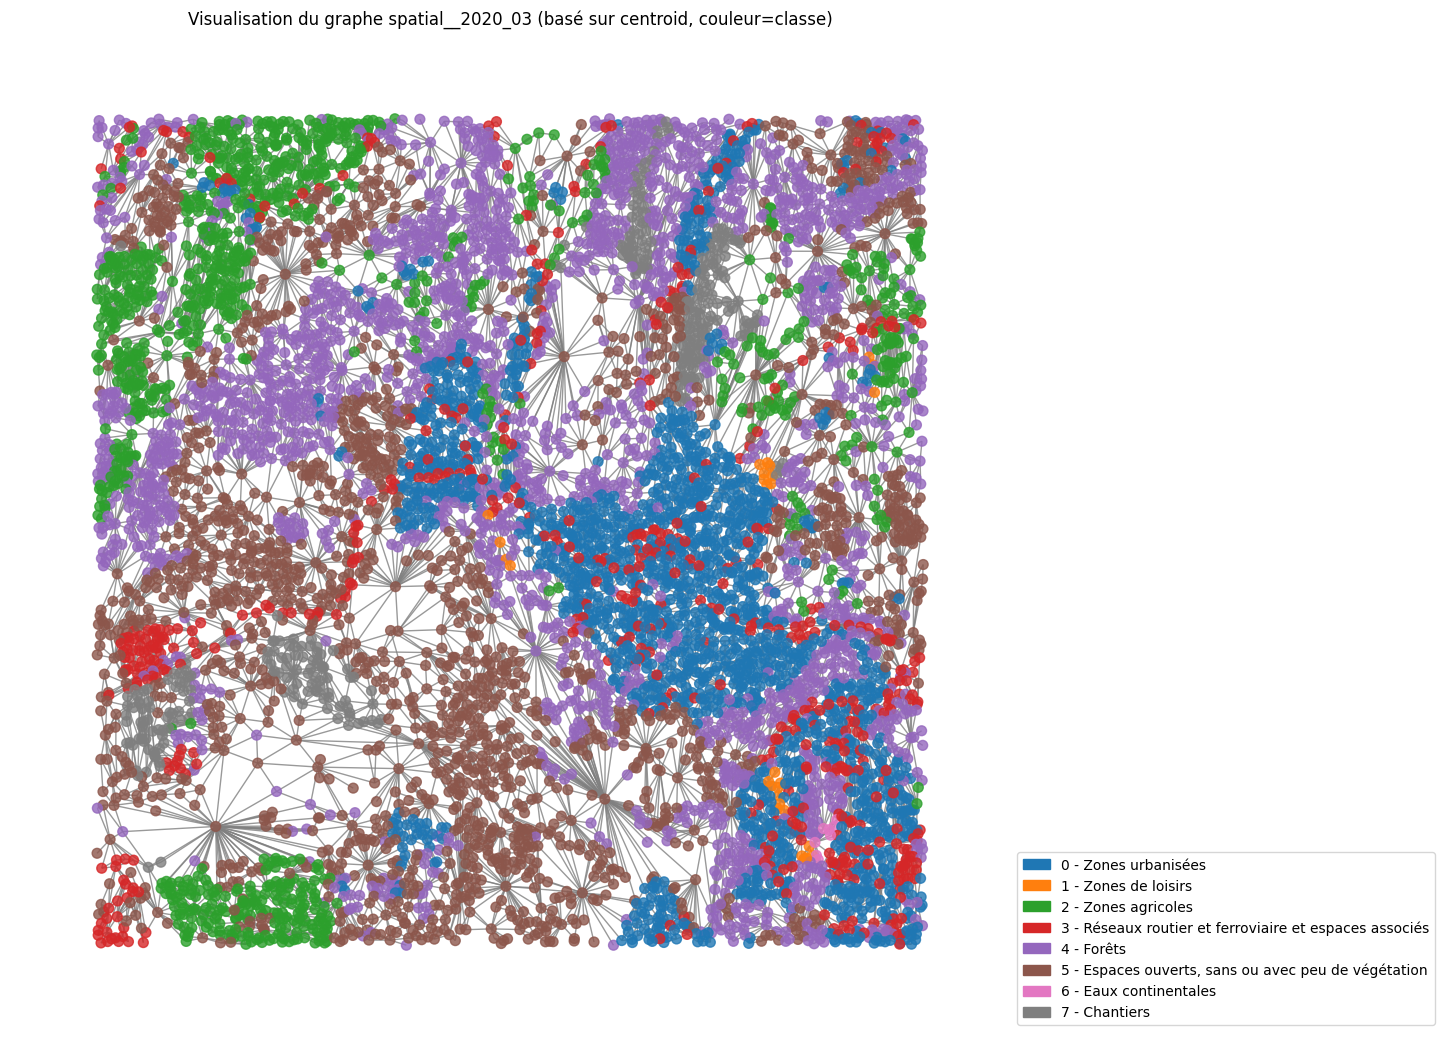 Visualisation du graphe spatial__2020_03 (basé sur centroid, couleur=classe)
0 - Zones urbanisées
1 - Zones de loisirs
2 - Zones agricoles
3 - Réseaux routier et ferroviaire et espaces associés
4 - Forêts
5 - Espaces ouverts, sans ou avec peu de végétation
6 - Eaux continentales
7 - Chantiers